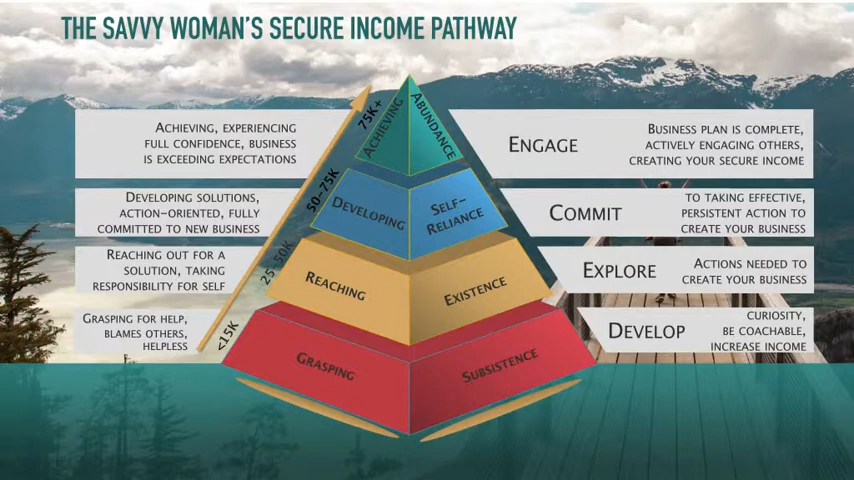 THE SAVVY WOMAN'S SECURE INCOME PATHWAY
ACHIEVING, EXPERIENCING
FULL CONFIDENCE, BUSINESS
IS EXCEEDING EXPECTATIONS
75K+
ACHIEVING
ABUNDANCE
ENGAGE
BUSINESS PLAN IS COMPLETE,
ACTIVELY ENGAGING OTHERS,
CREATING YOUR SECURE INCOME
DEVELOPING SOLUTIONS,
ACTION-ORIENTED, FULLY
COMMITTED TO NEW BUSINESS
50-75K
DEVELOPING
SELF-
RELIANCE
COMMIT
TO TAKING EFFECTIVE,
PERSISTENT ACTION TO
CREATE YOUR BUSINESS
REACHING OUT FOR A
SOLUTION, TAKING
RESPONSIBILITY FOR SELF
25-50K
REACHING
EXISTENCE
EXPLORE
ACTIONS NEEDED TO
CREATE YOUR BUSINESS
GRASPING FOR HELP,
BLAMES OTHERS,
HELPLESS
<15K
GRASPING
SUBSISTENCE
DEVELOP
CURIOSITY,
BE COACHABLE,
INCREASE INCOME